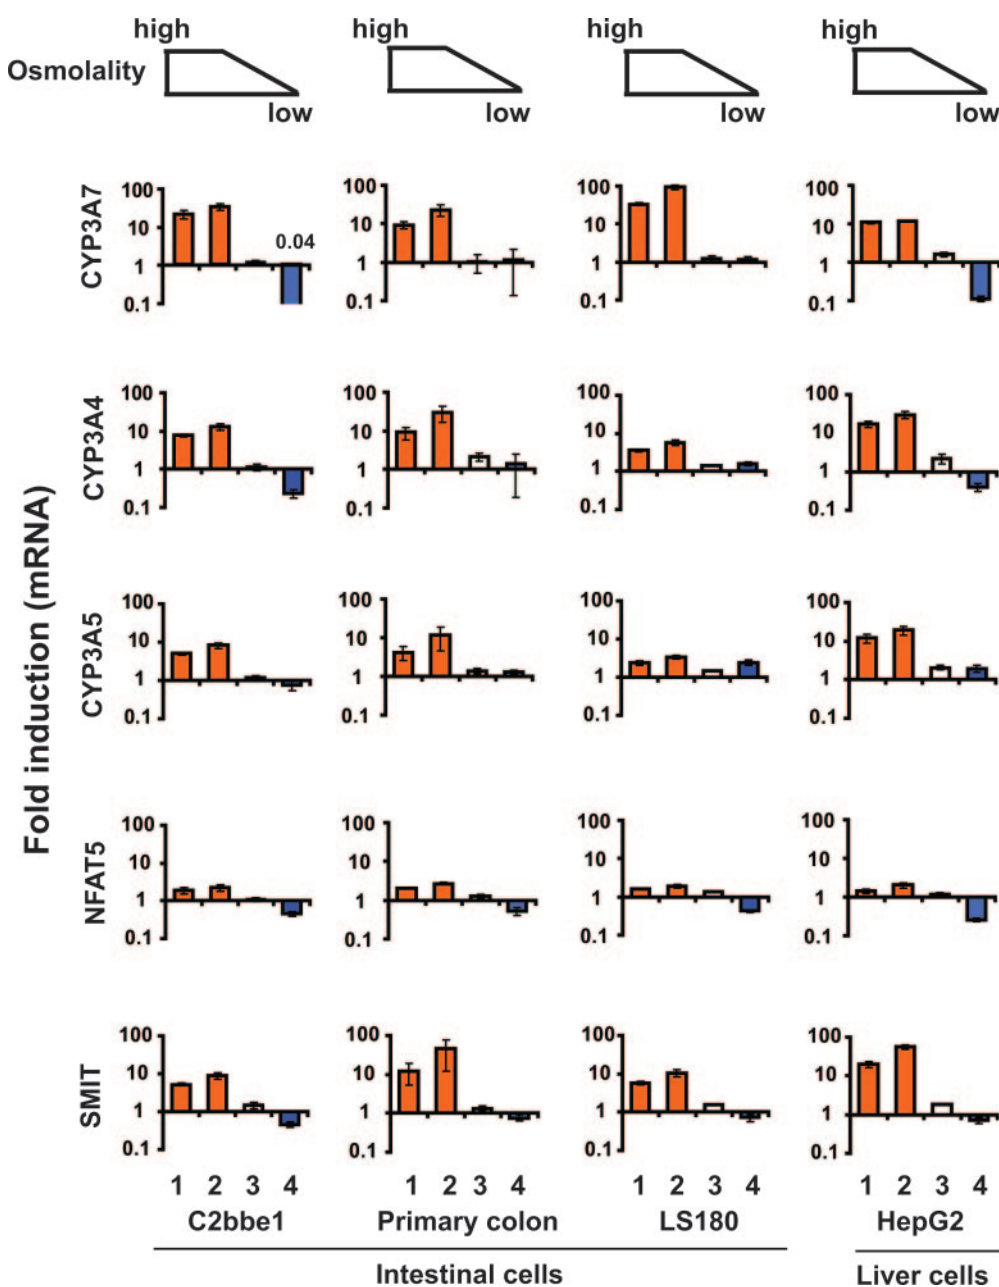 high high high high
Osmolality
low low low low
Fold induction (mRNA)
CYP3A7
100 100 100 100
10 10 10 10
0.04
1 1 1 1
0.1 0.1 0.1 0.1
CYP3A4
100 100 100 100
10 10 10 10
1 1 1 1
0.1 0.1 0.1 0.1
CYP3A5
100 100 100 100
10 10 10 10
1 1 1 1
0.1 0.1 0.1 0.1
NFAT5
100 100 100 100
10 10 10 10
1 1 1 1
0.1 0.1 0.1 0.1
SMIT
100 100 100 100
10 10 10 10
1 1 1 1
0.1 0.1 0.1 0.1
1 2 3 4 1 2 3 4 1 2 3 4 1 2 3 4
C2bbe1 Primary colon LS180 HepG2
Intestinal cells Liver cells